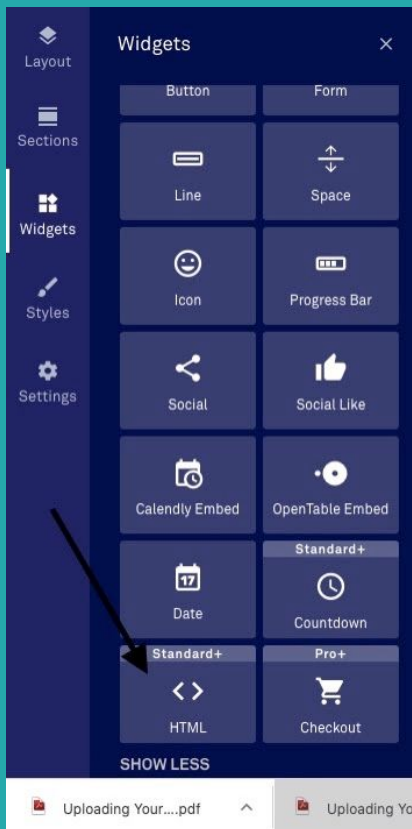 Layout
Sections
Widgets
Styles
Settings
Widgets
Button Form
Line Space
Icon Progress Bar
Social Social Like
Calendly Embed OpenTable Embed
Standard+
17
Date Countdown
Standard+ Pro+
HTML Checkout
SHOW LESS
Uploading Your....pdf Uploading Yo